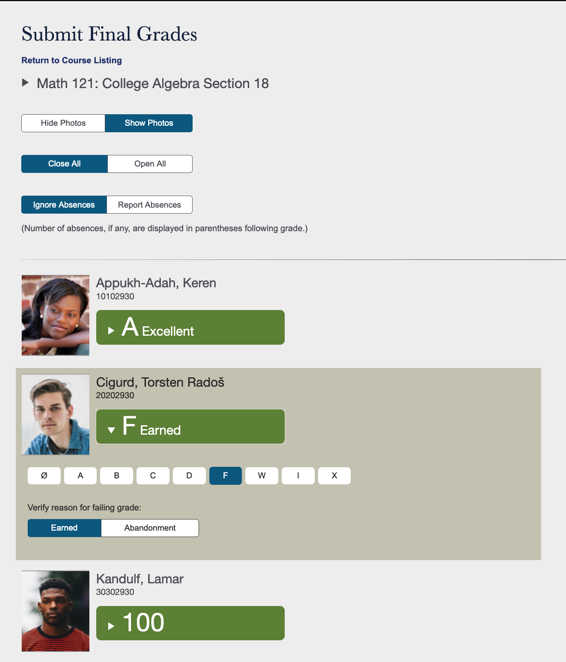 Submit Final Grades
Return to Course Listing
Math 121: College Algebra Section 18
Hide Photos Show Photos
Close All Open All
Ignore Absences Report Absences
(Number of absences, if any, are displayed in parentheses following grade.)
Appukh-Adah, Keren
10102930
A Excellent
Cigurd, Torsten Radoš
20202930
F Earned
Ø A B C D F W I X
Verify reason for failing grade:
Earned Abandonment
Kandulf, Lamar
30302930
100